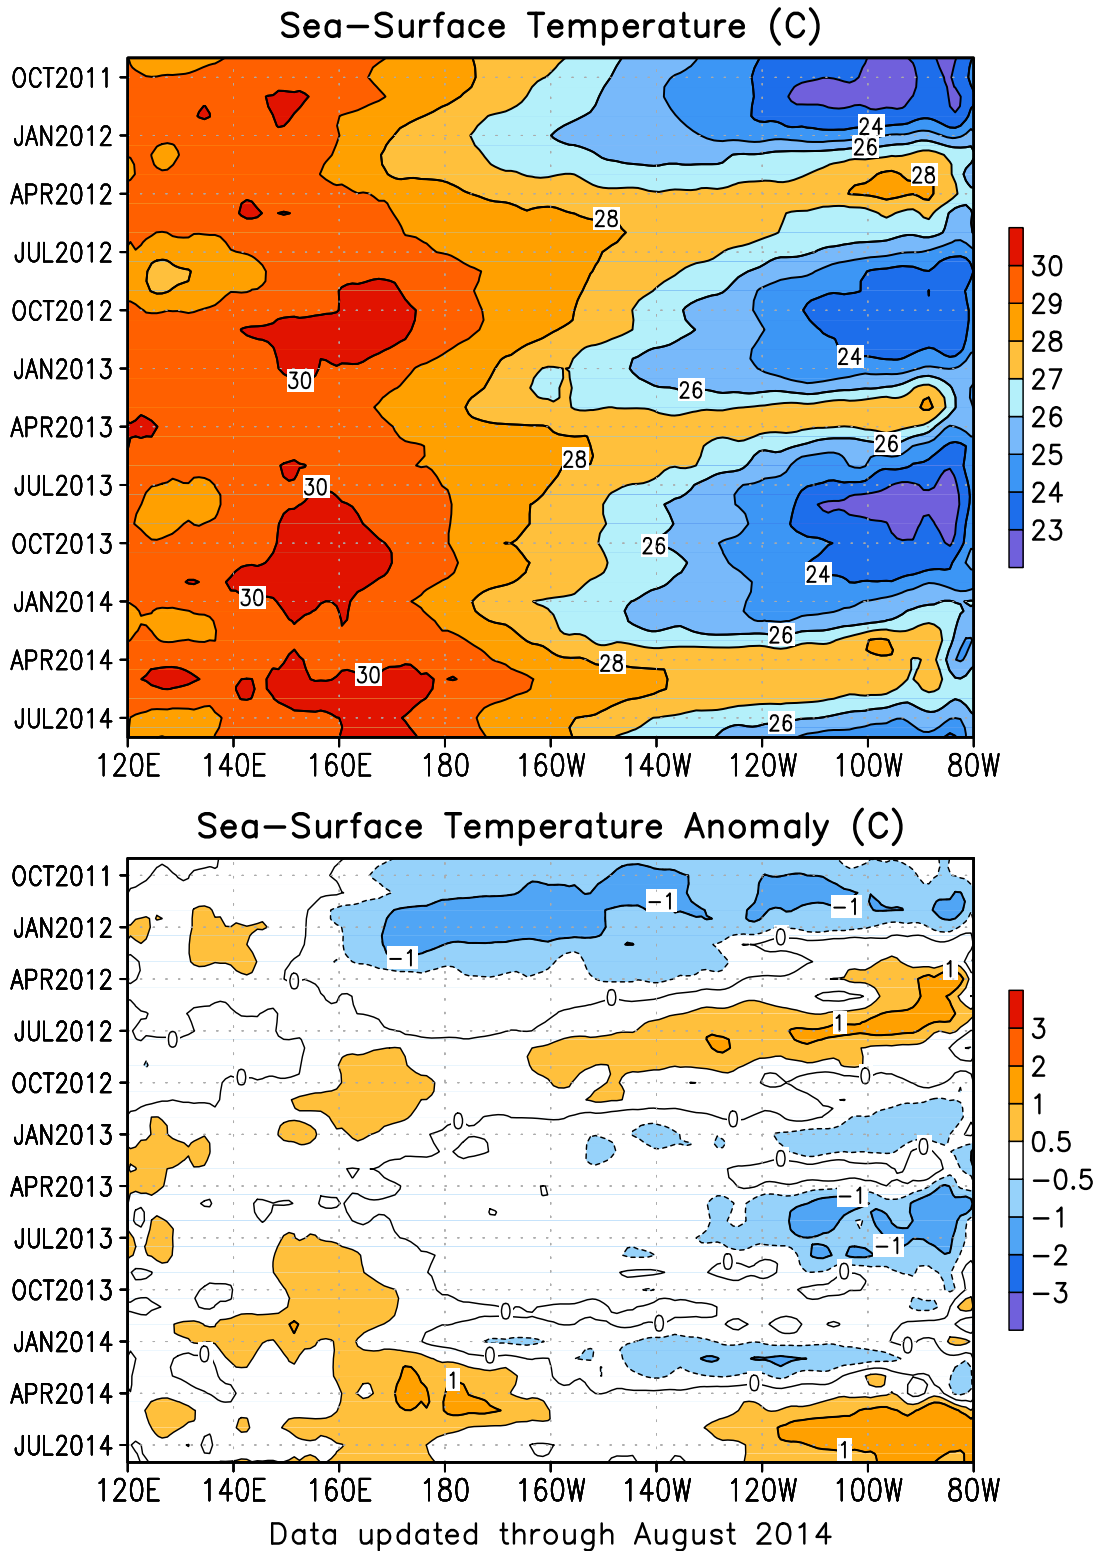 Sea-Surface Temperature (C)
OCT2011
JAN2012
APR2012
JUL2012
OCT2012
JAN2013
APR2013
JUL2013
OCT2013
JAN2014
APR2014
JUL2014
24
26
28
28
24
30
26
26
28
30
26
24
30
26
28
30
26
30
29
28
27
26
25
24
23
120E 140E 160E 180 160W 140W 120W 100W 80W
Sea-Surface Temperature Anomaly (C)
OCT2011
JAN2012
APR2012
JUL2012
OCT2012
JAN2013
APR2013
JUL2013
OCT2013
JAN2014
APR2014
JUL2014
-1
-1
0
-1
1
0
0
1
0
0
0
0
0
0
0
-1
-1
0
0
0
0
0
0
1
0
1
3
2
1
0.5
-0.5
-1
-2
-3
120E 140E 160E 180 160W 140W 120W 100W 80W
Data updated through August 2014